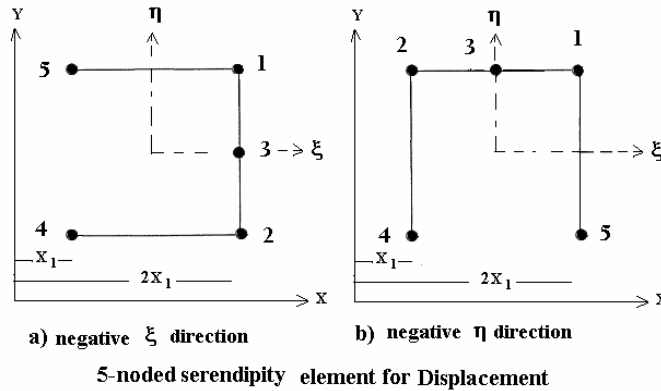 Y η Y η
5 1 2 3 1
3 ξ ξ
4 2 4 5
X₁ X₁
2X₁ X 2X₁ X
a) negative ξ direction b) negative η direction
5-noded serendipity element for Displacement